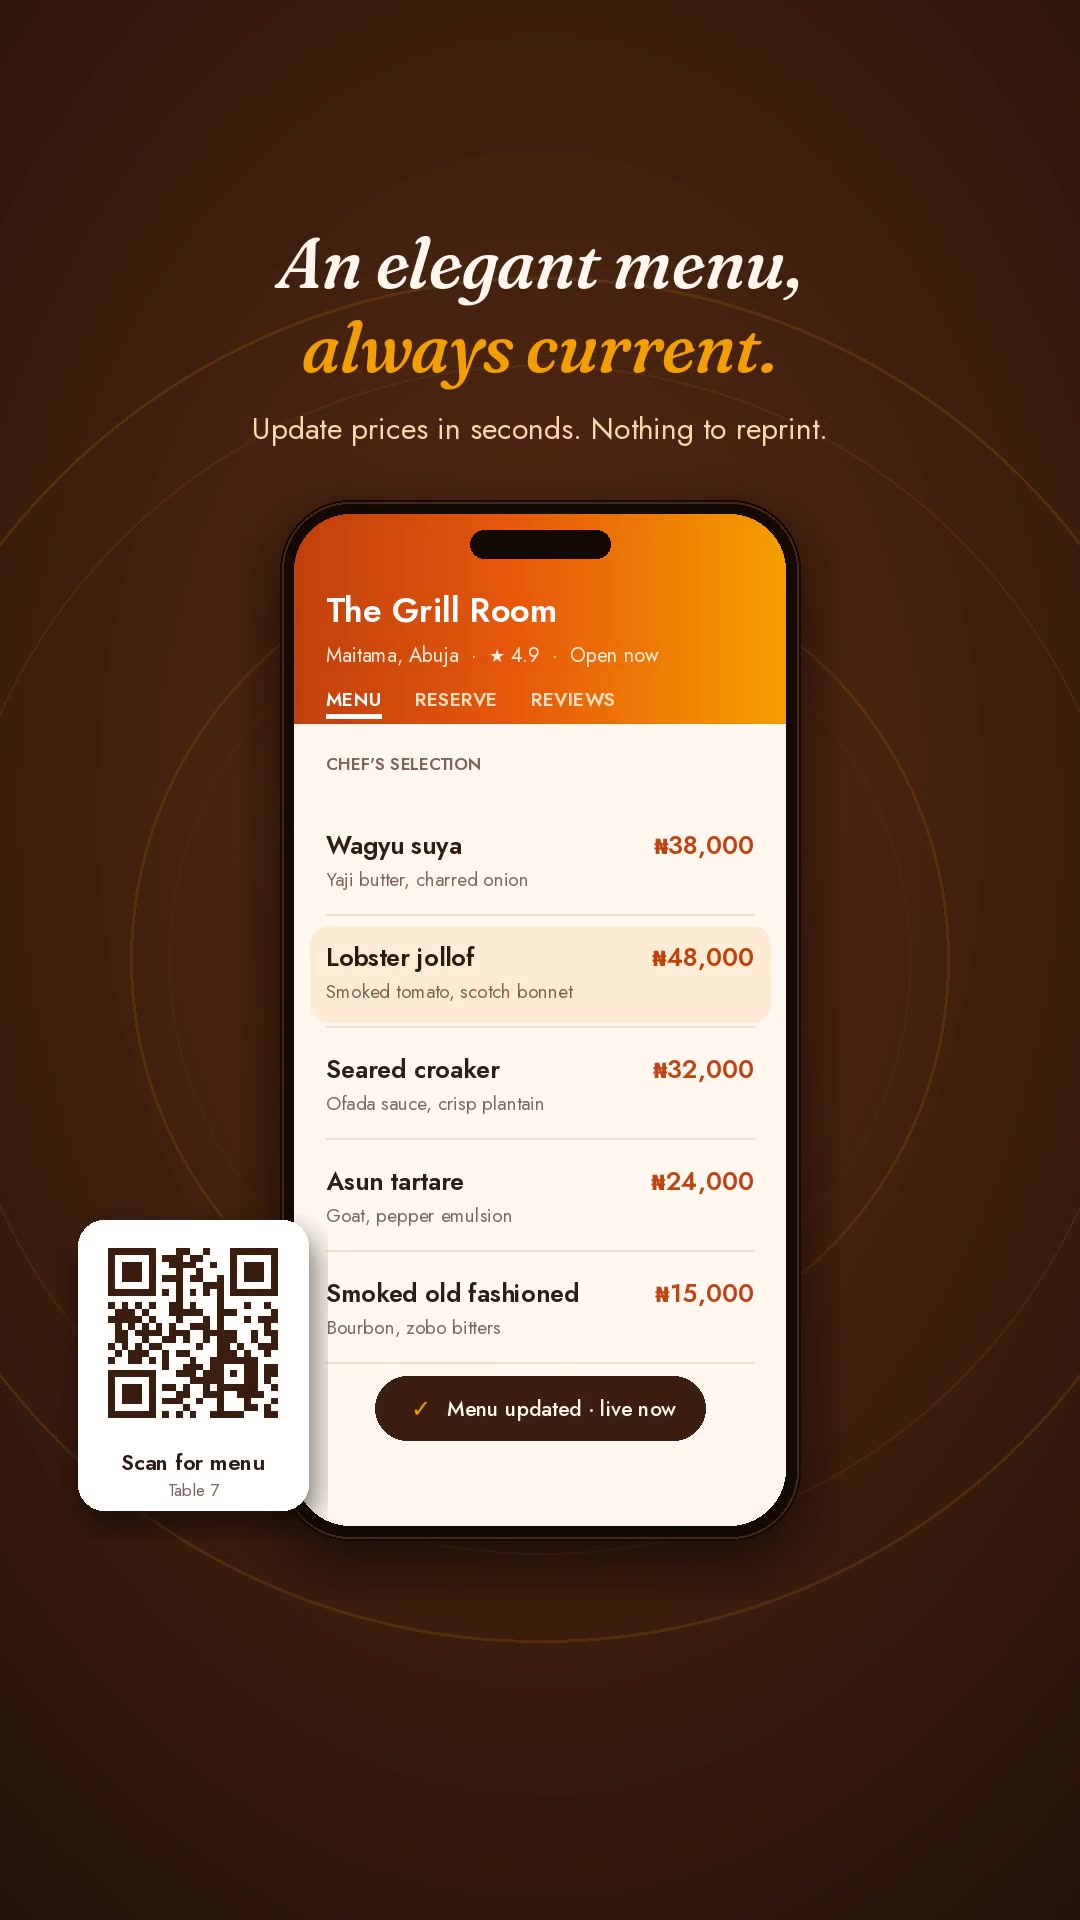 An elegant menu,
always current.
Update prices in seconds. Nothing to reprint.
The Grill Room
Maitama, Abuja · ★ 4.9 · Open now
MENU RESERVE REVIEWS
CHEF'S SELECTION
Wagyu suya ₦38,000
Yaji butter, charred onion
Lobster jollof ₦48,000
Smoked tomato, scotch bonnet
Seared croaker ₦32,000
Ofada sauce, crisp plantain
Asun tartare ₦24,000
Goat, pepper emulsion
Smoked old fashioned ₦15,000
Bourbon, zobo bitters
✓ Menu updated · live now
Scan for menu
Table 7